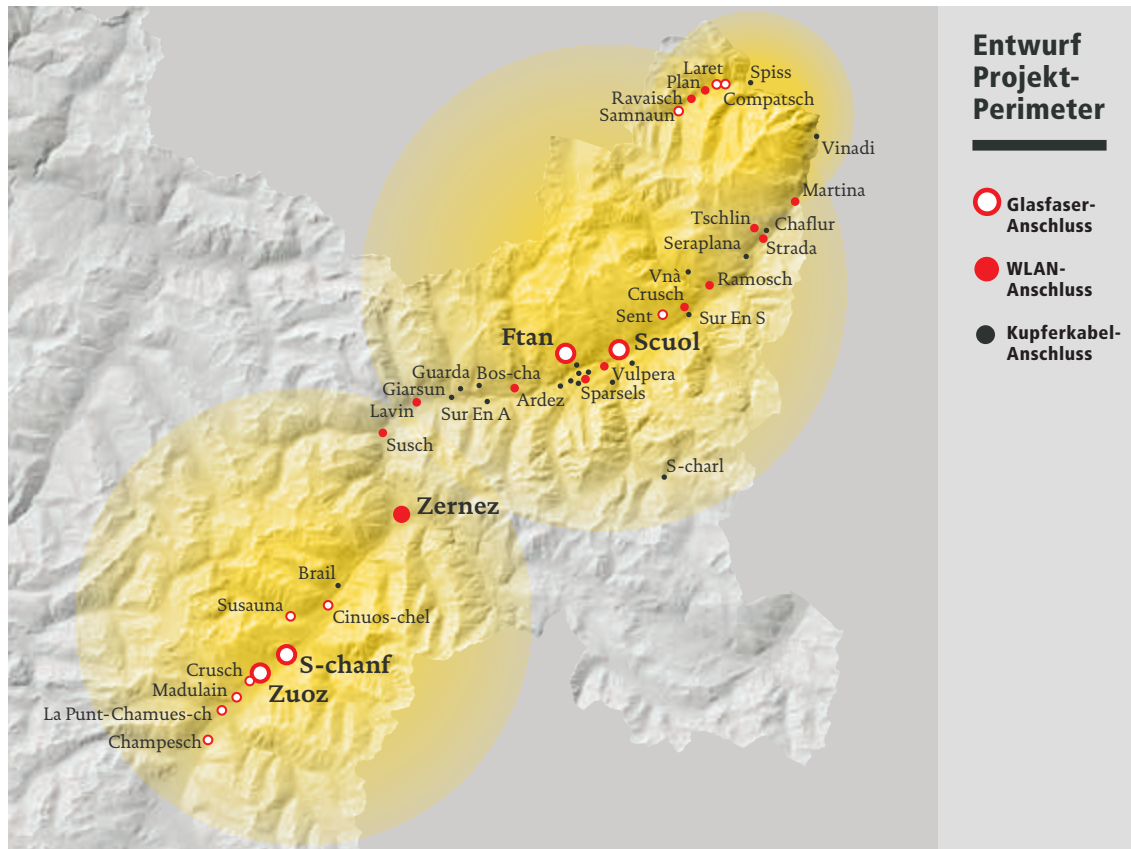 Laret
Spiss
Plan
Ravaisch
Compatsch
Samnaun
Vinadi
Martina
Tschlin
Chaflur
Seraplana
Strada
Vnà
Ramosch
Crusch
Sent
Sur En S
Ftan
Scuol
Guarda
Bos-cha
Vulpera
Giarsun
Ardez
Sparsels
Lavin
Sur En A
Susch
S-charl
Zernez
Brail
Susauna
Cinuos-chel
S-chanf
Crusch
Zuoz
Madulain
La Punt-Chamues-ch
Champesch
Entwurf
Projekt-
Perimeter
Glasfaser-
Anschluss
WLAN-
Anschluss
Kupferkabel-
Anschluss